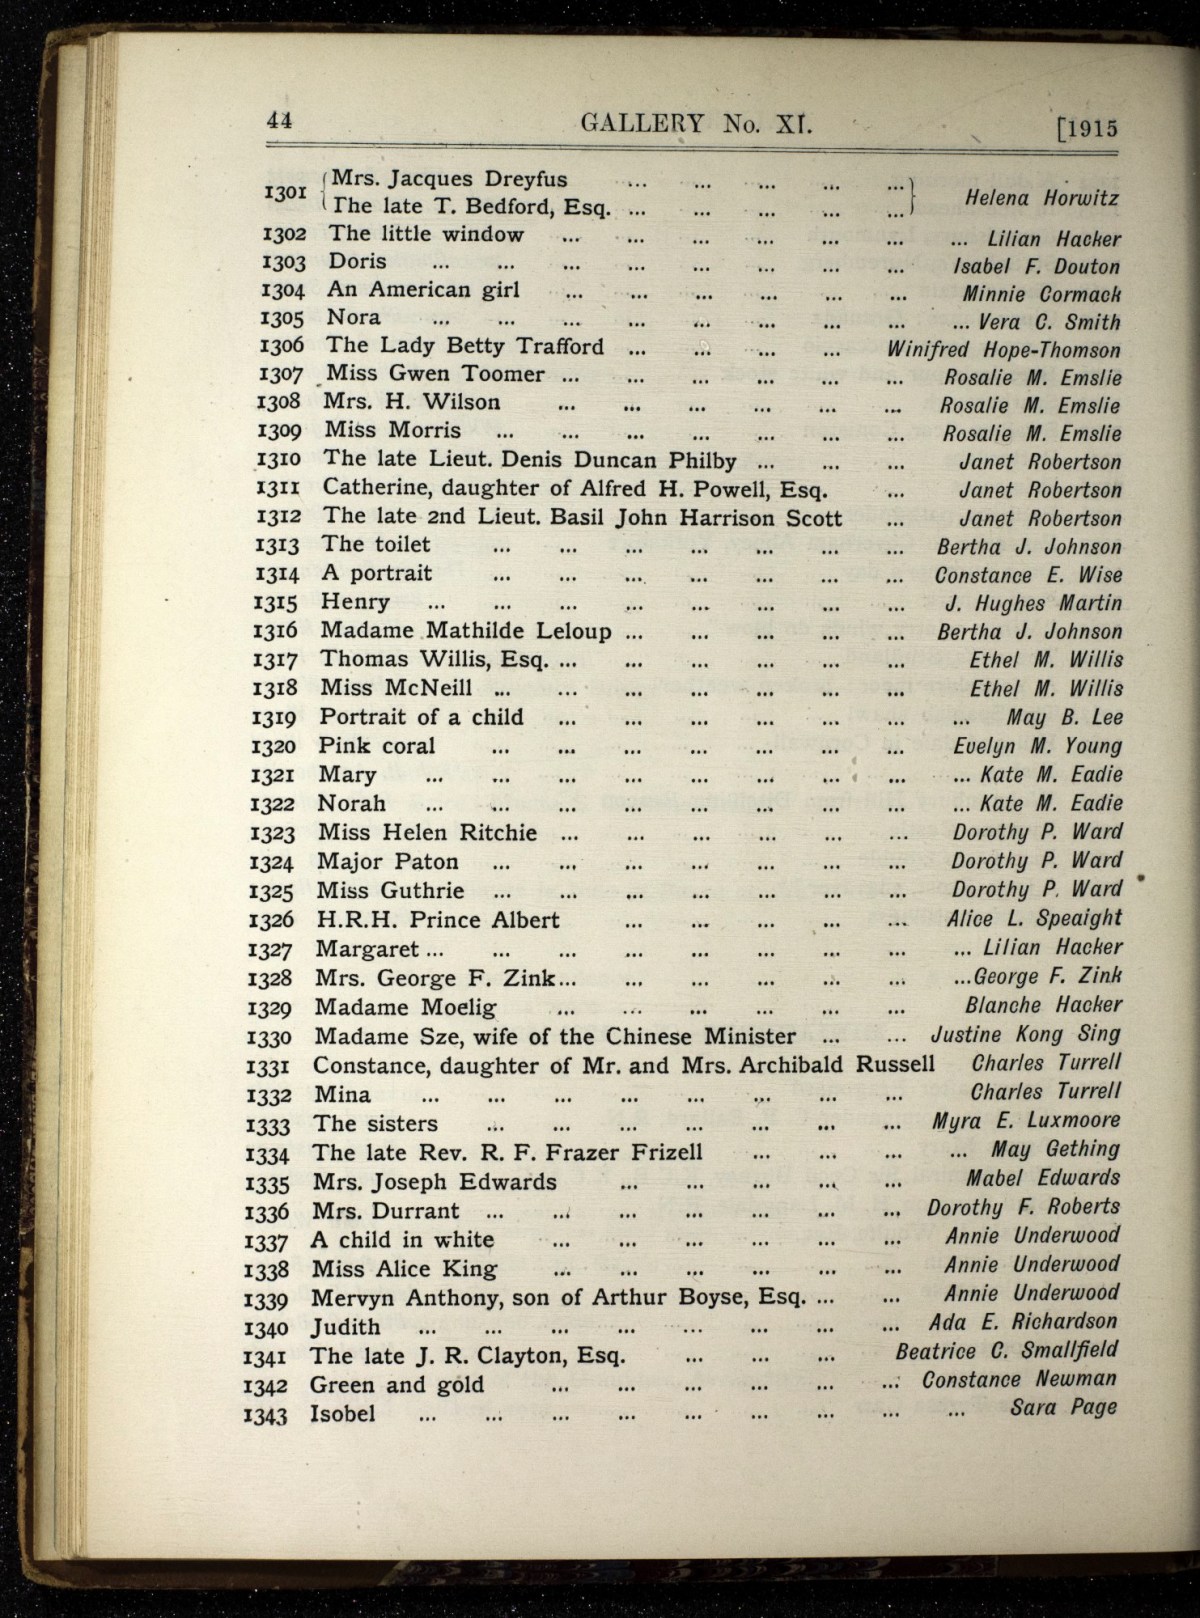 44 GALLERY No. XI. [1915
1301 { Mrs. Jacques Dreyfus ... ... ... ... ... } Helena Horwitz
The late T. Bedford, Esq. ... ... ... ... ...
1302 The little window ... ... ... ... ... ... ... Lilian Hacker
1303 Doris ... ... ... ... ... ... ... ... Isabel F. Douton
1304 An American girl ... ... ... ... ... ... Minnie Cormack
1305 Nora ... ... ... ... ... ... ... ... ... Vera C. Smith
1306 The Lady Betty Trafford ... ... ... ... Winifred Hope-Thomson
1307 Miss Gwen Toomer ... ... ... ... ... ... Rosalie M. Emslie
1308 Mrs. H. Wilson ... ... ... ... ... ... Rosalie M. Emslie
1309 Miss Morris ... ... ... ... ... ... ... Rosalie M. Emslie
1310 The late Lieut. Denis Duncan Philby ... ... ... Janet Robertson
1311 Catherine, daughter of Alfred H. Powell, Esq. ... Janet Robertson
1312 The late 2nd Lieut. Basil John Harrison Scott ... Janet Robertson
1313 The toilet ... ... ... ... ... ... ... Bertha J. Johnson
1314 A portrait ... ... ... ... ... ... ... Constance E. Wise
1315 Henry ... ... ... ... ... ... ... ... J. Hughes Martin
1316 Madame Mathilde Leloup ... ... ... ... ... Bertha J. Johnson
1317 Thomas Willis, Esq. ... ... ... ... ... ... Ethel M. Willis
1318 Miss McNeill ... ... ... ... ... ... ... Ethel M. Willis
1319 Portrait of a child ... ... ... ... ... ... ... May B. Lee
1320 Pink coral ... ... ... ... ... ... ... Evelyn M. Young
1321 Mary ... ... ... ... ... ... ... ... ... Kate M. Eadie
1322 Norah ... ... ... ... ... ... ... ... ... Kate M. Eadie
1323 Miss Helen Ritchie ... ... ... ... ... ... Dorothy P. Ward
1324 Major Paton ... ... ... ... ... ... ... Dorothy P. Ward
1325 Miss Guthrie ... ... ... ... ... ... ... Dorothy P. Ward
1326 H.R.H. Prince Albert ... ... ... ... ... Alice L. Speaight
1327 Margaret ... ... ... ... ... ... ... ... ... Lilian Hacker
1328 Mrs. George F. Zink ... ... ... ... ... ... ... George F. Zink
1329 Madame Moelig ... ... ... ... ... ... Blanche Hacker
1330 Madame Sze, wife of the Chinese Minister ... ... Justine Kong Sing
1331 Constance, daughter of Mr. and Mrs. Archibald Russell Charles Turrell
1332 Mina ... ... ... ... ... ... ... ... Charles Turrell
1333 The sisters ... ... ... ... ... ... ... Myra E. Luxmoore
1334 The late Rev. R. F. Frazer Frizell ... ... ... ... May Gething
1335 Mrs. Joseph Edwards ... ... ... ... ... Mabel Edwards
1336 Mrs. Durrant ... ... ... ... ... ... ... Dorothy F. Roberts
1337 A child in white ... ... ... ... ... ... Annie Underwood
1338 Miss Alice King ... ... ... ... ... ... Annie Underwood
1339 Mervyn Anthony, son of Arthur Boyse, Esq. ... ... Annie Underwood
1340 Judith ... ... ... ... ... ... ... ... Ada E. Richardson
1341 The late J. R. Clayton, Esq. ... ... ... Beatrice C. Smallfield
1342 Green and gold ... ... ... ... ... ... Constance Newman
1343 Isobel ... ... ... ... ... ... ... ... ... Sara Page